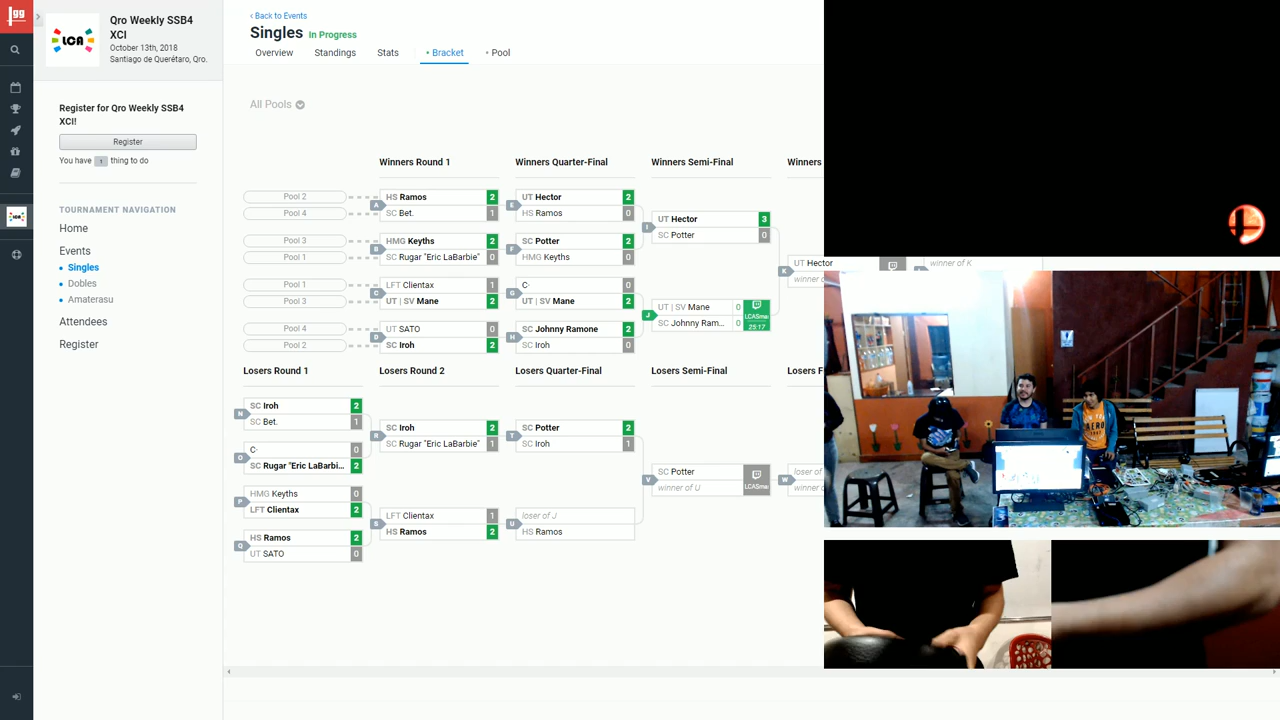 .gg
LCA
Qro Weekly SSB4
XCI
October 13th, 2018
Santiago de Querétaro, Qro.
Register for Qro Weekly SSB4
XCI!
Register
You have 1 thing to do
TOURNAMENT NAVIGATION
Home
Events
Singles
Dobles
Amaterasu
Attendees
Register
‹ Back to Events
Singles In Progress
Overview Standings Stats • Bracket • Pool
All Pools
Winners Round 1 Winners Quarter-Final Winners Semi-Final Winners
Pool 2
Pool 4
A
HS Ramos 2
SC Bet. 1
Pool 3
Pool 1
B
HMG Keyths 2
SC Rugar "Eric LaBarbie" 0
Pool 1
Pool 3
C
LFT Clientax 1
UT | SV Mane 2
Pool 4
Pool 2
D
UT SATO 0
SC Iroh 2
E
UT Hector 2
HS Ramos 0
F
SC Potter 2
HMG Keyths 0
G
C· 0
UT | SV Mane 2
H
SC Johnny Ramone 2
SC Iroh 0
I
UT Hector 3
SC Potter 0
J
UT | SV Mane 0
SC Johnny Ram... 0
LCASma
25:17
K
UT Hector
winner of K
Losers Round 1 Losers Round 2 Losers Quarter-Final Losers Semi-Final Losers F
N
SC Iroh 2
SC Bet. 1
O
C· 0
SC Rugar "Eric LaBarbi... 2
P
HMG Keyths 0
LFT Clientax 2
Q
HS Ramos 2
UT SATO 0
R
SC Iroh 2
SC Rugar "Eric LaBarbie" 1
S
LFT Clientax 1
HS Ramos 2
T
SC Potter 2
SC Iroh 1
U
loser of J
HS Ramos
V
SC Potter
winner of U
LCASma
W
loser of
winner o